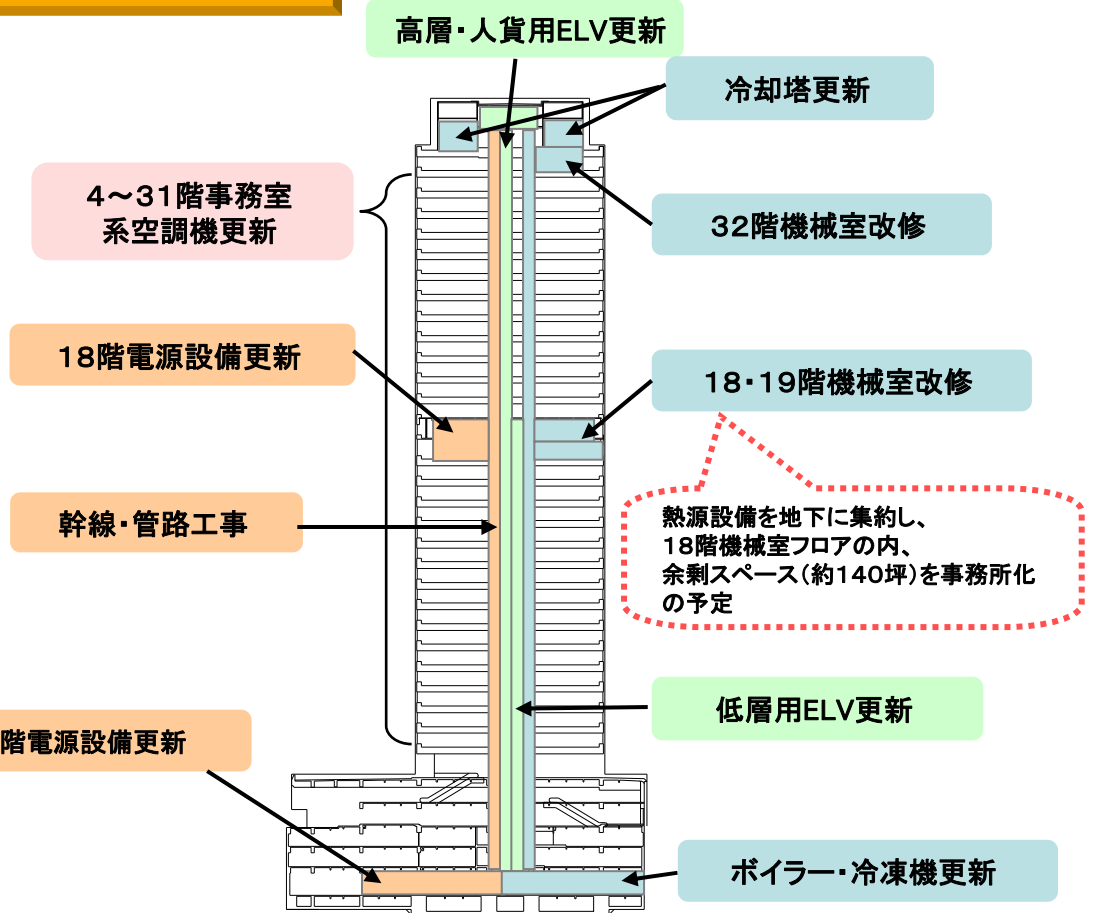 高層・人貨用ELV更新
冷却塔更新
4～31階事務室
系空調機更新
32階機械室改修
18階電源設備更新
18・19階機械室改修
幹線・管路工事
熱源設備を地下に集約し、
18階機械室フロアの内、
余剰スペース（約140坪）を事務所化
の予定
低層用ELV更新
階電源設備更新
ボイラー・冷凍機更新